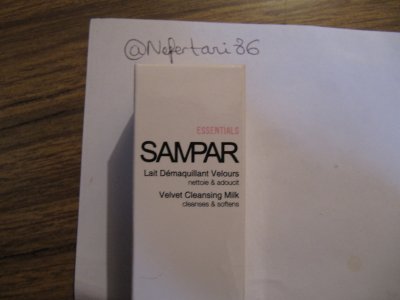 @Nefertari86
ESSENTIALS
SAMPAR
Lait Démaquillant Velours
nettoie & adoucit
Velvet Cleansing Milk
cleanses & softens